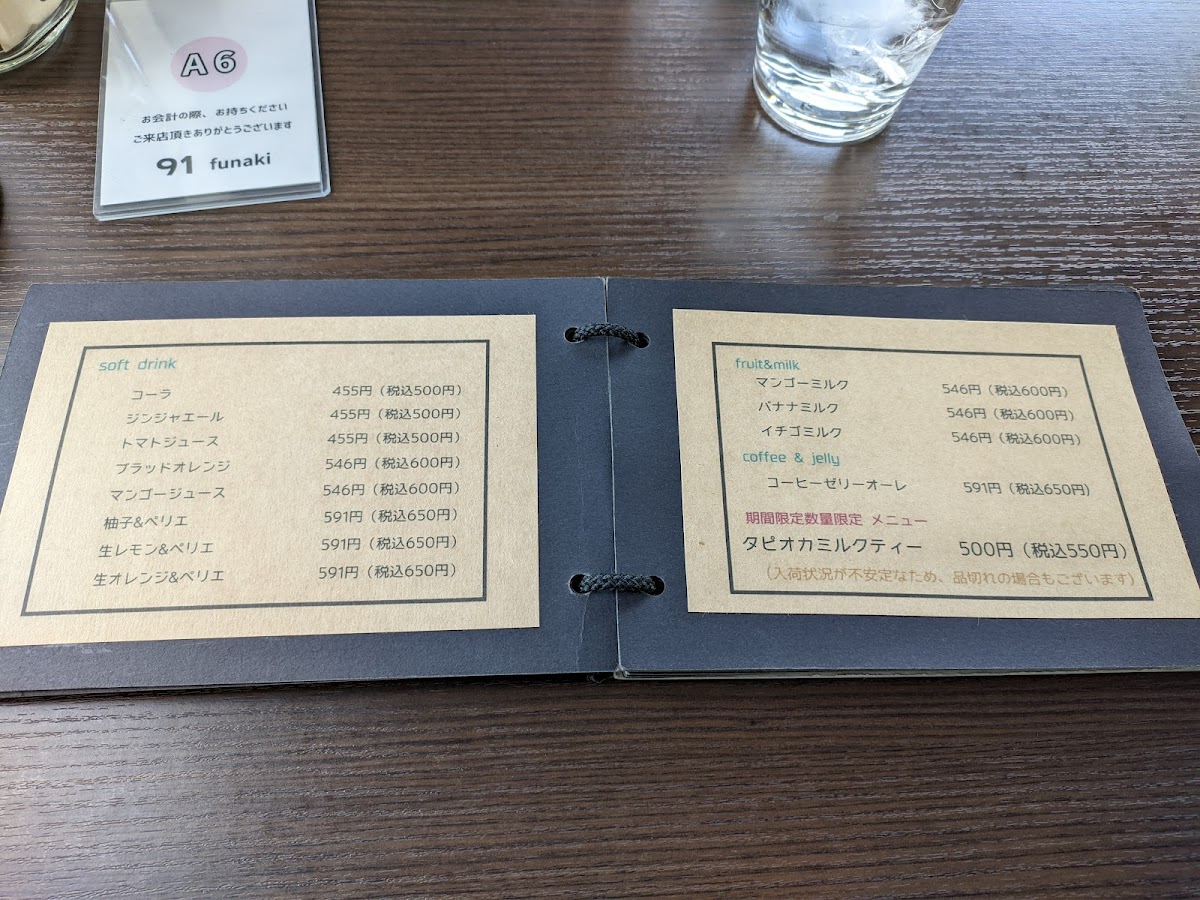 A6
お会計の際、お持ちください
ご来店頂きありがとうございます
91 funaki
soft drink
コーラ 455円（税込500円）
ジンジャエール 455円（税込500円）
トマトジュース 455円（税込500円）
ブラッドオレンジ 546円（税込600円）
マンゴージュース 546円（税込600円）
柚子&ペリエ 591円（税込650円）
生レモン&ペリエ 591円（税込650円）
生オレンジ&ペリエ 591円（税込650円）
fruit&milk
マンゴーミルク 546円（税込600円）
バナナミルク 546円（税込600円）
イチゴミルク 546円（税込600円）
coffee & jelly
コーヒーゼリーオーレ 591円（税込650円）
期間限定数量限定 メニュー
タピオカミルクティー 500円（税込550円）
（入荷状況が不安定なため、品切れの場合もございます）